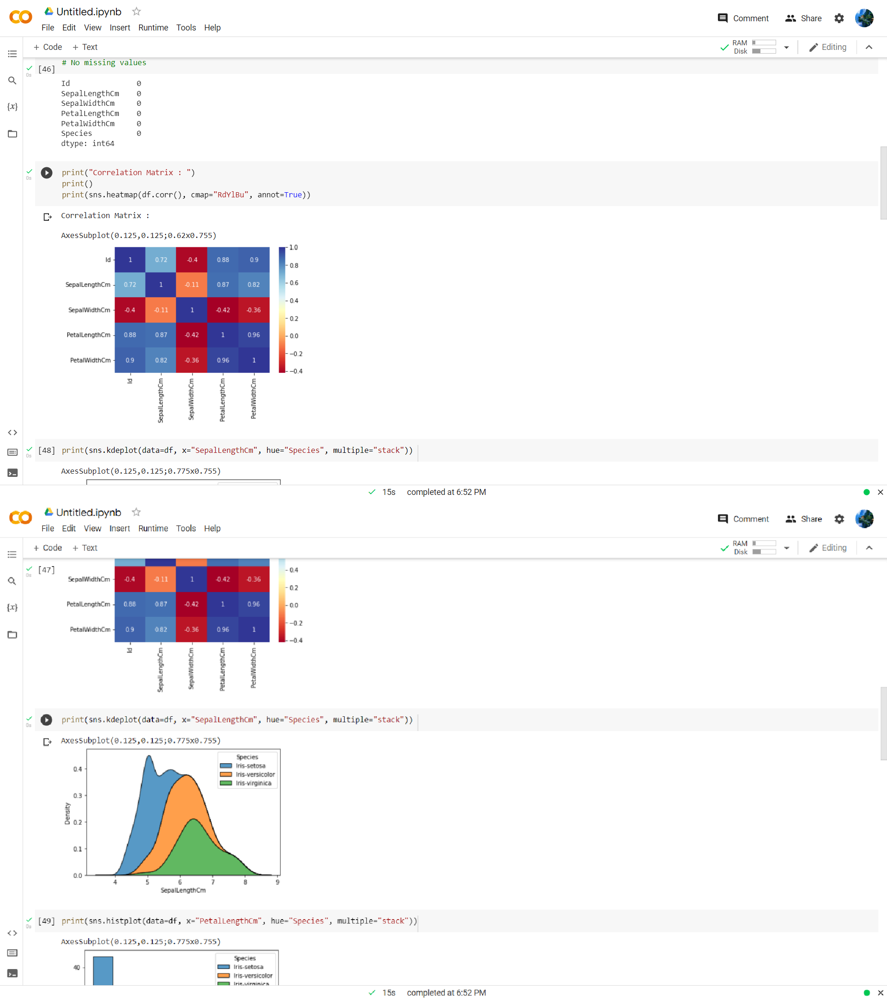 Untitled.ipynb
File Edit View Insert Runtime Tools Help
Comment Share
+ Code + Text
RAM
Disk
Editing
# No missing values
[46]
0s
Id 0
SepalLengthCm 0
SepalWidthCm 0
PetalLengthCm 0
PetalWidthCm 0
Species 0
dtype: int64
{x}
0s
print("Correlation Matrix : ")
print()
print(sns.heatmap(df.corr(), cmap="RdYlBu", annot=True))
Correlation Matrix :
AxesSubplot(0.125,0.125;0.62x0.755)
Id 1 0.72 -0.4 0.88 0.9
SepalLengthCm 0.72 1 -0.11 0.87 0.82
SepalWidthCm -0.4 -0.11 1 -0.42 -0.36
PetalLengthCm 0.88 0.87 -0.42 1 0.96
PetalWidthCm 0.9 0.82 -0.36 0.96 1
1.0
0.8
0.6
0.4
0.2
0.0
−0.2
−0.4
Id SepalLengthCm SepalWidthCm PetalLengthCm PetalWidthCm
[48] print(sns.kdeplot(data=df, x="SepalLengthCm", hue="Species", multiple="stack"))
0s
AxesSubplot(0.125,0.125;0.775x0.755)
15s completed at 6:52 PM
Untitled.ipynb
File Edit View Insert Runtime Tools Help
Comment Share
+ Code + Text
RAM
Disk
Editing
[47]
0s
SepalWidthCm -0.4 -0.11 1 -0.42 -0.36
PetalLengthCm 0.88 0.87 -0.42 1 0.96
PetalWidthCm 0.9 0.82 -0.36 0.96 1
0.4
0.2
0.0
−0.2
−0.4
Id SepalLengthCm SepalWidthCm PetalLengthCm PetalWidthCm
{x}
0s
print(sns.kdeplot(data=df, x="SepalLengthCm", hue="Species", multiple="stack"))
AxesSubplot(0.125,0.125;0.775x0.755)
Species
Iris-setosa
Iris-versicolor
Iris-virginica
Density
0.4
0.3
0.2
0.1
0.0
4 5 6 7 8 9
SepalLengthCm
[49] print(sns.histplot(data=df, x="PetalLengthCm", hue="Species", multiple="stack"))
0s
AxesSubplot(0.125,0.125;0.775x0.755)
40
Species
Iris-setosa
Iris-versicolor
Iris-virginica
15s completed at 6:52 PM